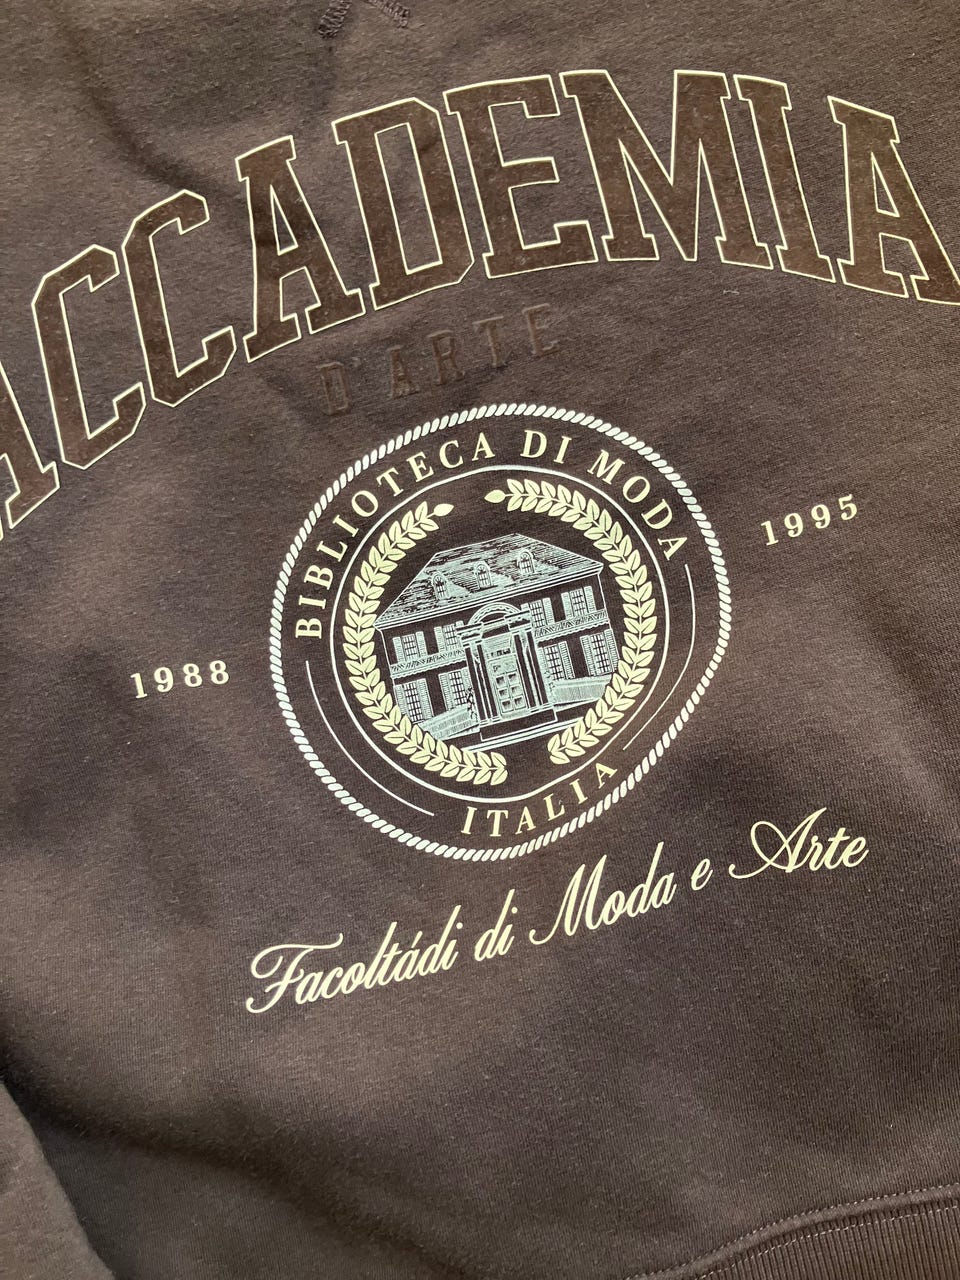 ACCADEMIA
D'ARTE
BIBLIOTECA DI MODA
1988
1995
ITALIA
Facoltádi di Moda e Arte